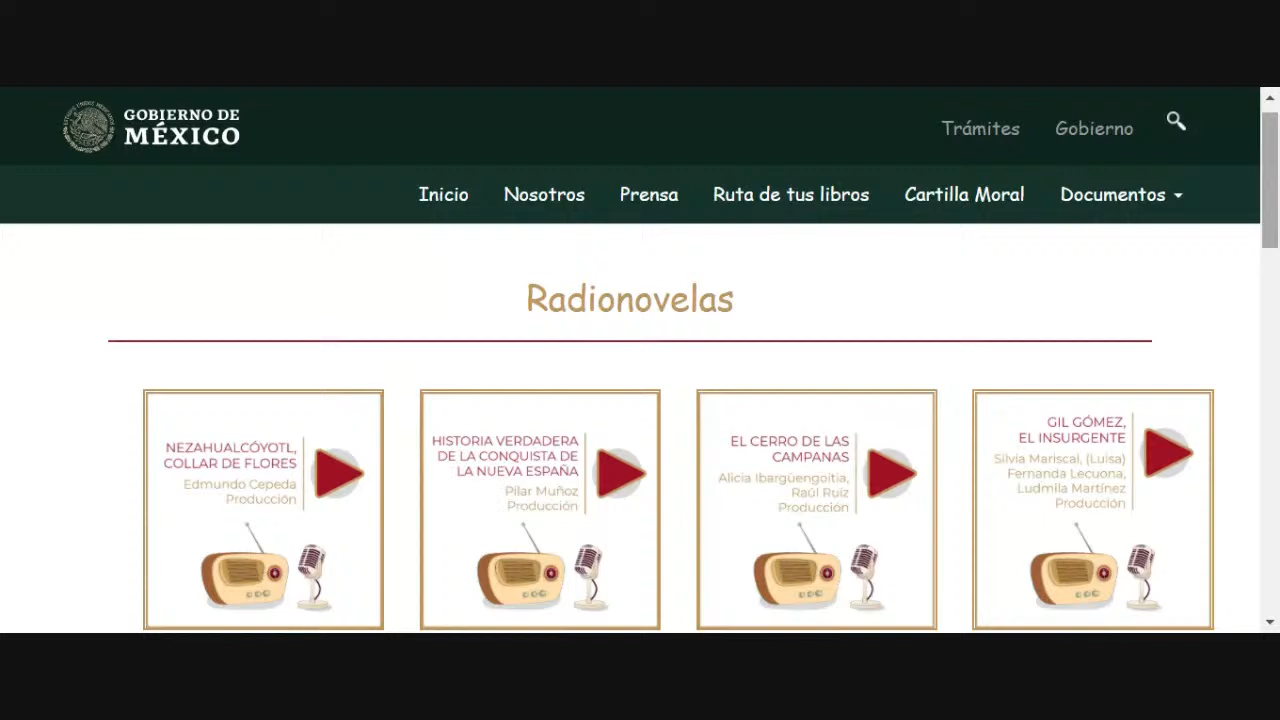 GOBIERNO DE
MÉXICO
Trámites Gobierno
Inicio Nosotros Prensa Ruta de tus libros Cartilla Moral Documentos
Radionovelas
NEZAHUALCÓYOTL,
COLLAR DE FLORES
Edmundo Cepeda
Producción
HISTORIA VERDADERA
DE LA CONQUISTA DE
LA NUEVA ESPAÑA
Pilar Muñoz
Producción
EL CERRO DE LAS
CAMPANAS
Alicia Ibargüengoitia,
Raúl Ruiz
Producción
GIL GÓMEZ,
EL INSURGENTE
Silvia Mariscal, (Luisa)
Fernanda Lecuona,
Ludmila Martínez
Producción